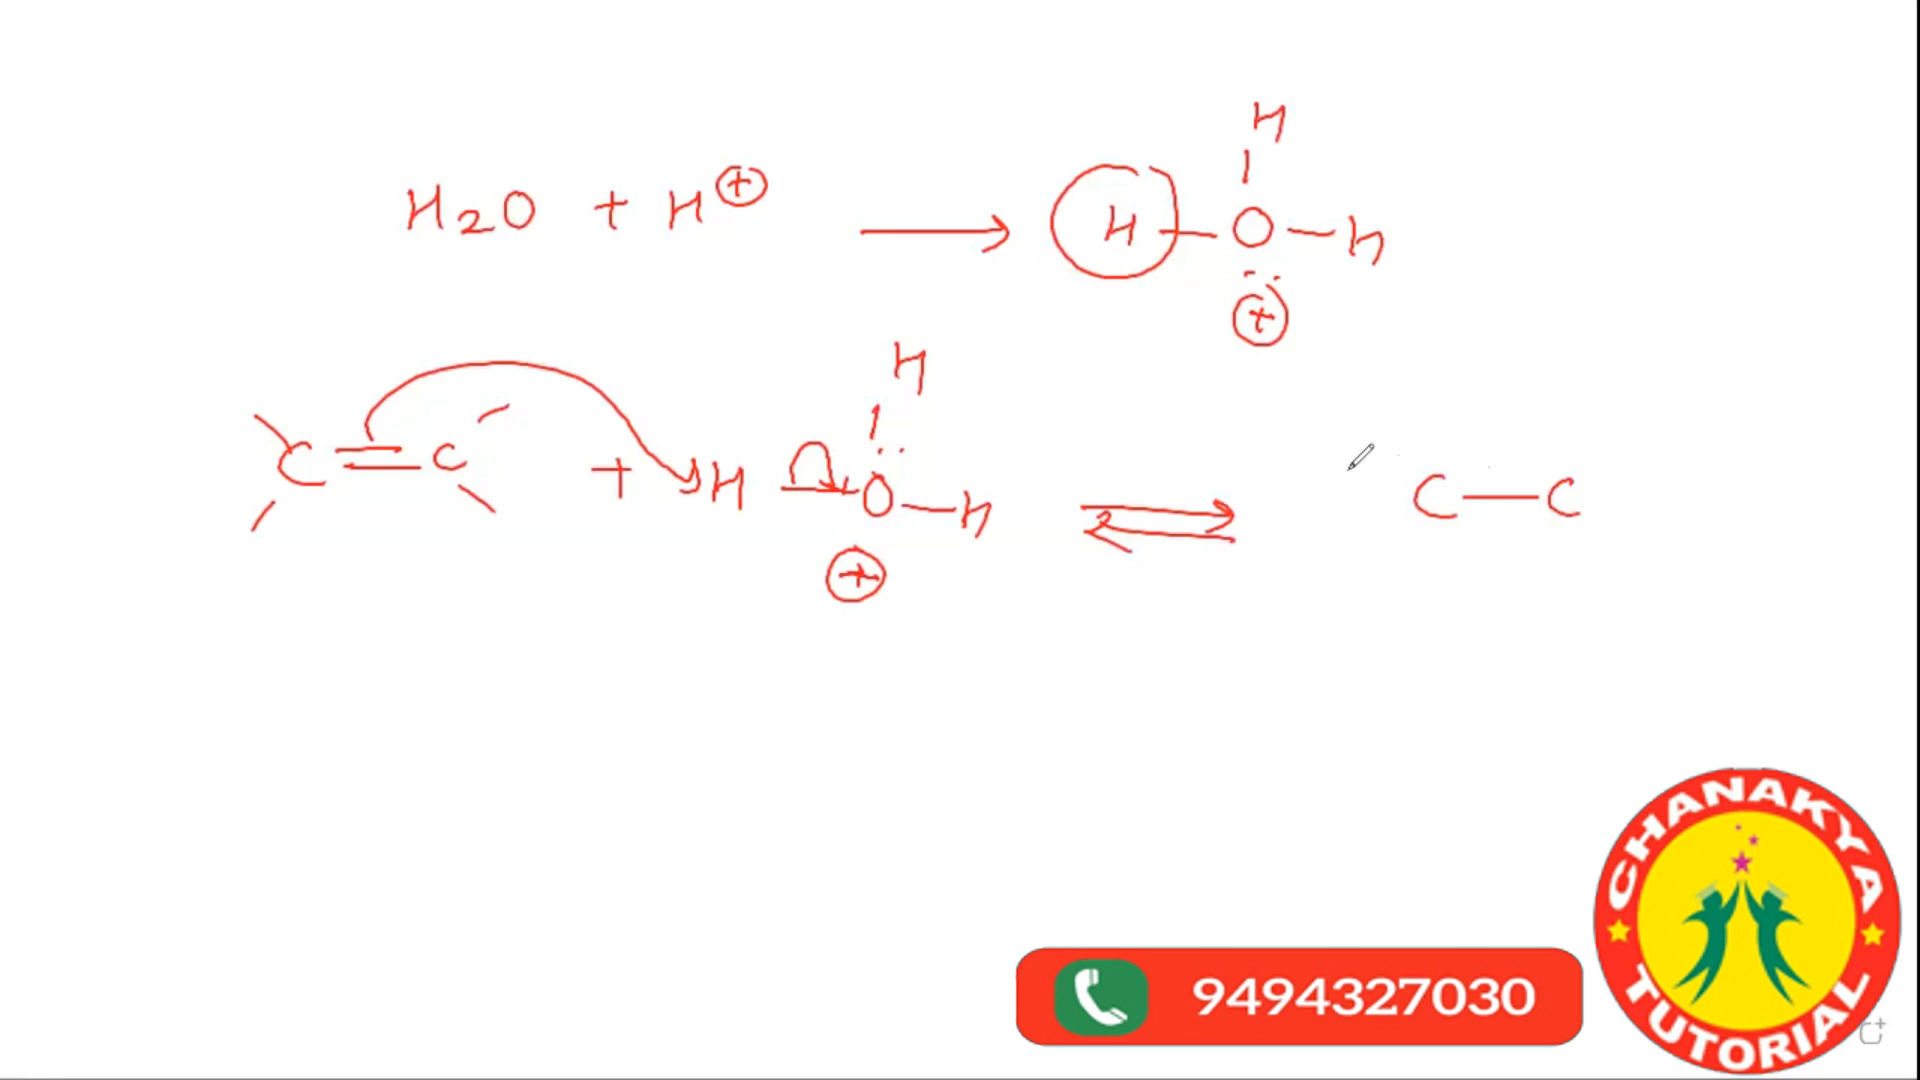 H₂O + H⊕ ⟶ H–O–H
H
⊕
H
C=C + H–O–H ⇌ C–C
⊕
CHANAKYA
TUTORIAL
9494327030